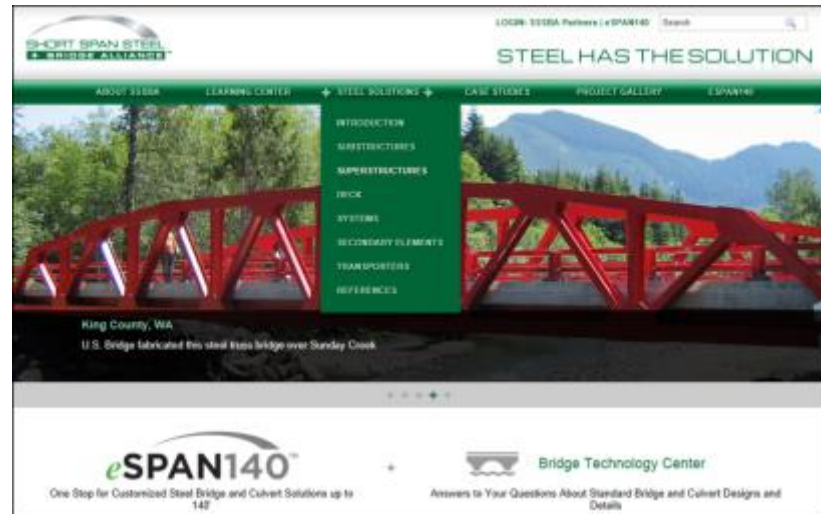 SHORT SPAN STEEL
BRIDGE ALLIANCE
LOGIN: SSSBA Partners | eSPAN140
Search
STEEL HAS THE SOLUTION
ABOUT SSSBA
LEARNING CENTER
STEEL SOLUTIONS
CASE STUDIES
PROJECT GALLERY
ESPAN140
INTRODUCTION
SUBSTRUCTURES
SUPERSTRUCTURES
DECK
SYSTEMS
SECONDARY ELEMENTS
TRANSPORTERS
REFERENCES
King County, WA
U.S. Bridge fabricated this steel truss bridge over Sunday Creek
eSPAN140™
One Stop for Customized Steel Bridge and Culvert Solutions up to
140'
Bridge Technology Center
Answers to Your Questions About Standard Bridge and Culvert Designs and
Details